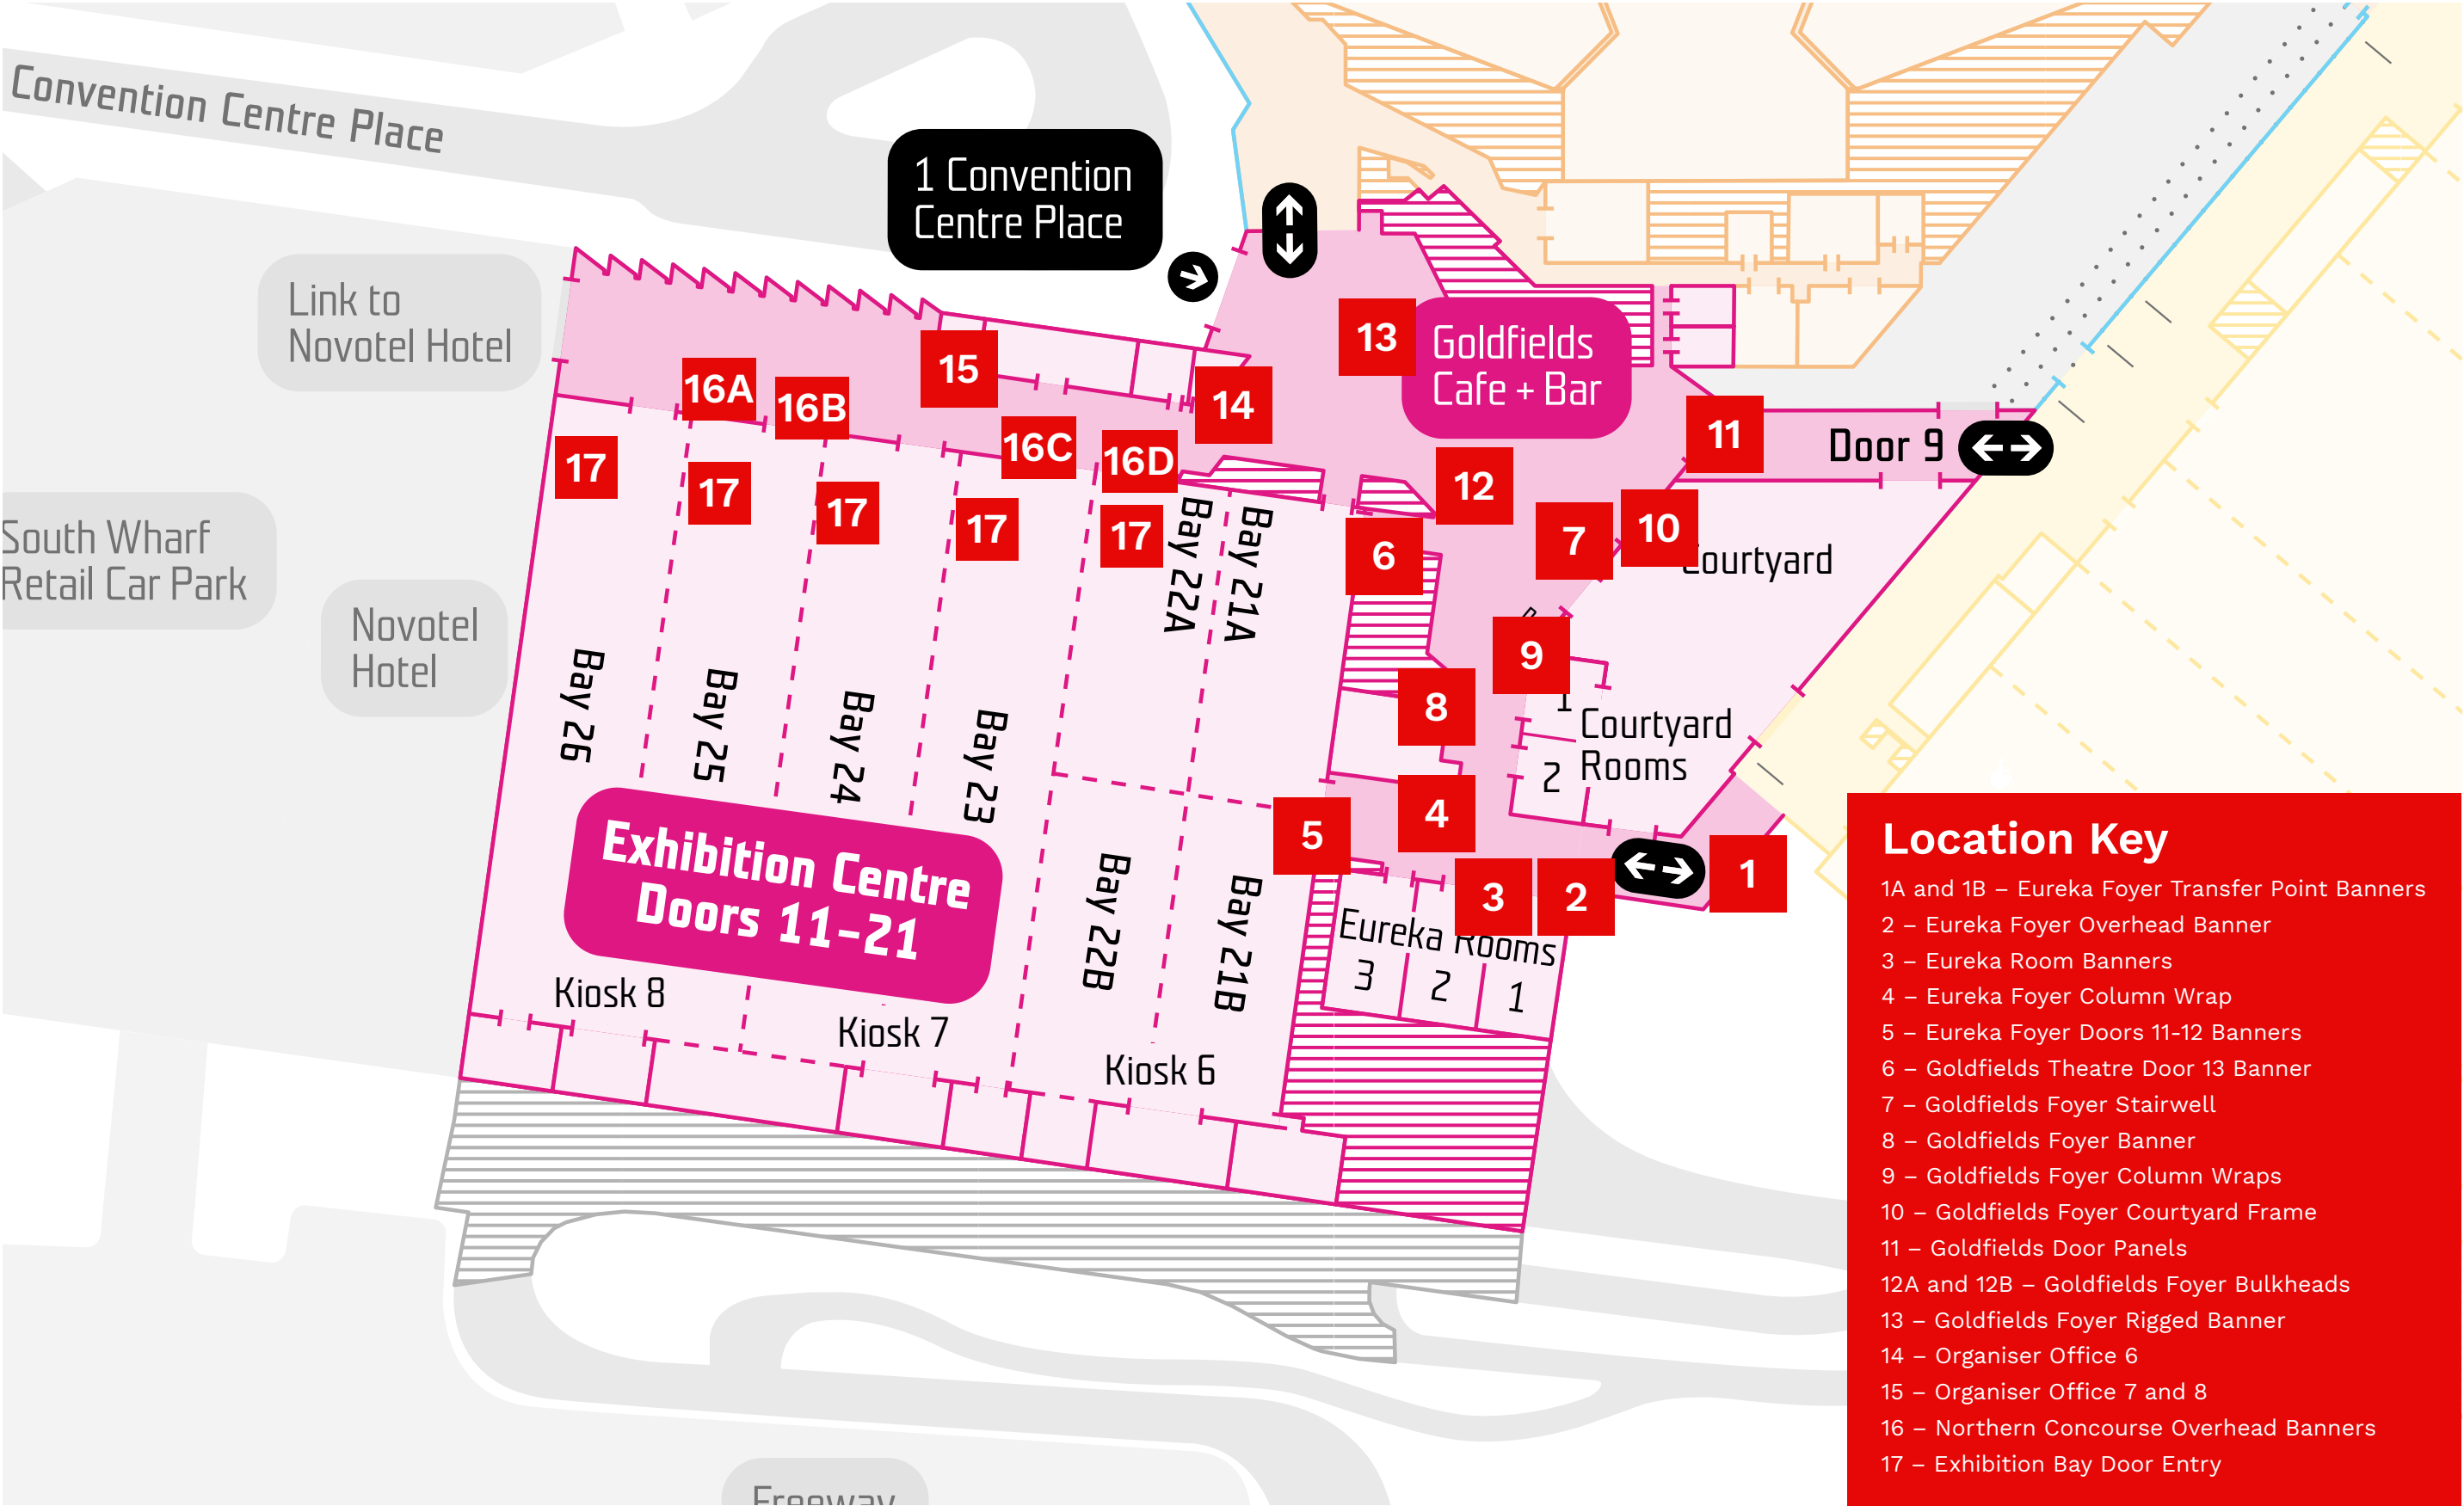 Convention Centre Place
1 Convention
Centre Place
Link to
Novotel Hotel
South Wharf
Retail Car Park
Novotel
Hotel
Goldfields
Cafe + Bar
Door 9
Courtyard
Courtyard
Rooms
1
2
13
15
14
16A
16B
16C
16D
11
12
10
7
6
9
8
4
5
3
2
1
17
17
17
17
17
Bay 22A
Bay 21A
Bay 26
Bay 25
Bay 24
Bay 23
Bay 22B
Bay 21B
Exhibition Centre
Doors 11–21
Eureka Rooms
3
2
1
Kiosk 8
Kiosk 7
Kiosk 6
Freeway
Location Key
1A and 1B – Eureka Foyer Transfer Point Banners
2 – Eureka Foyer Overhead Banner
3 – Eureka Room Banners
4 – Eureka Foyer Column Wrap
5 – Eureka Foyer Doors 11-12 Banners
6 – Goldfields Theatre Door 13 Banner
7 – Goldfields Foyer Stairwell
8 – Goldfields Foyer Banner
9 – Goldfields Foyer Column Wraps
10 – Goldfields Foyer Courtyard Frame
11 – Goldfields Door Panels
12A and 12B – Goldfields Foyer Bulkheads
13 – Goldfields Foyer Rigged Banner
14 – Organiser Office 6
15 – Organiser Office 7 and 8
16 – Northern Concourse Overhead Banners
17 – Exhibition Bay Door Entry